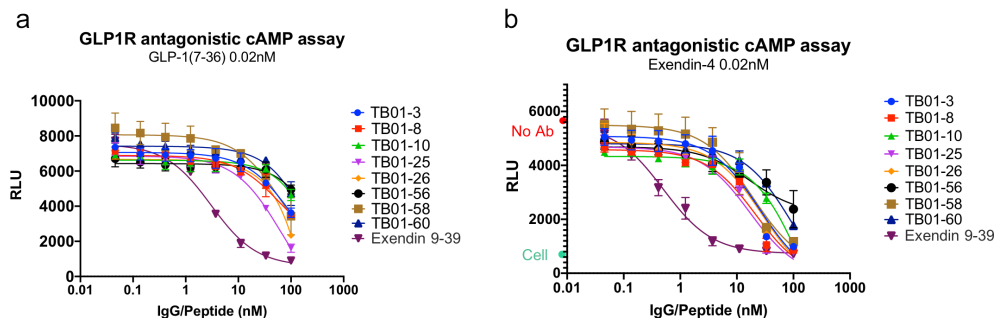 a
GLP1R antagonistic cAMP assay
GLP-1(7-36) 0.02nM
10000
8000
6000
4000
2000
0
RLU
0.01
0.1
1
10
100
1000
IgG/Peptide (nM)
TB01-3
TB01-8
TB01-10
TB01-25
TB01-26
TB01-56
TB01-58
TB01-60
Exendin 9-39
b
GLP1R antagonistic cAMP assay
Exendin-4 0.02nM
6000
No Ab
4000
2000
Cell
0
RLU
0.01
0.1
1
10
100
1000
IgG/Peptide (nM)
TB01-3
TB01-8
TB01-10
TB01-25
TB01-26
TB01-56
TB01-58
TB01-60
Exendin 9-39